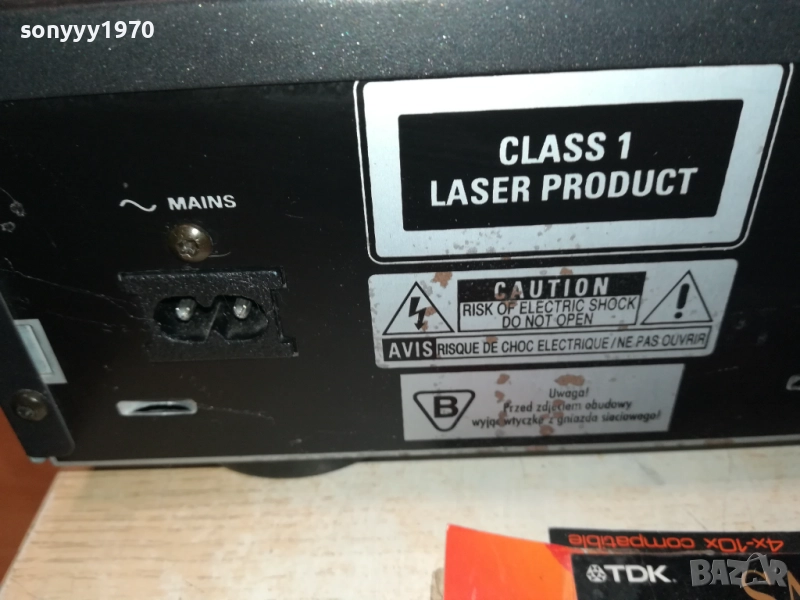 sonyyy1970
MAINS
CLASS 1
LASER PRODUCT
CAUTION
RISK OF ELECTRIC SHOCK
DO NOT OPEN
AVIS RISQUE DE CHOC ELECTRIQUE/NE PAS OUVRIR
B
Uwaga!
Przed zdjęciem obudowy
wyjąć wtyczkę z gniazda sieciowego!
4x-10x compatible
TDK.
BAZAR